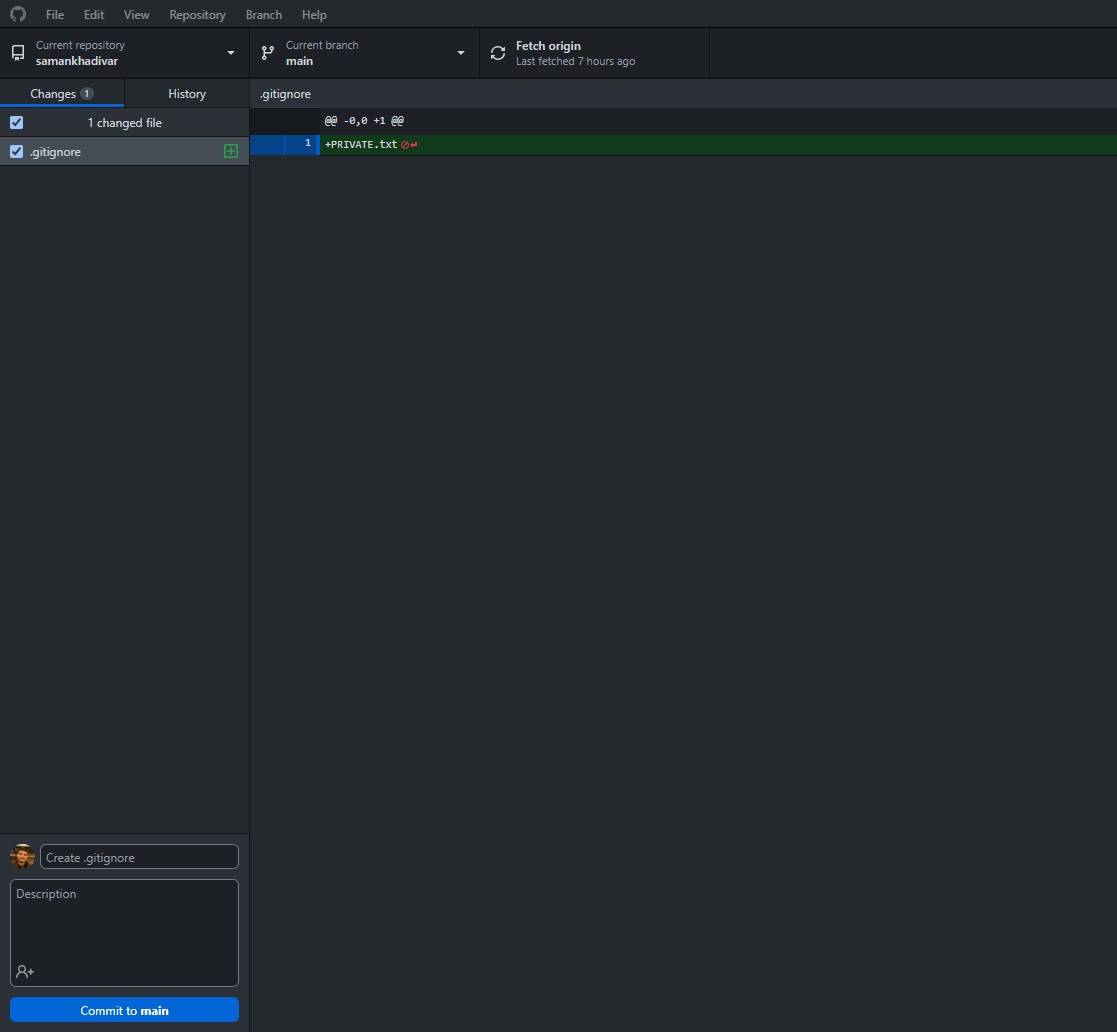 File Edit View Repository Branch Help
Current repository
samankhadivar
Current branch
main
Fetch origin
Last fetched 7 hours ago
Changes 1
History
.gitignore
1 changed file
.gitignore
@@ -0,0 +1 @@
1 +PRIVATE.txt
Create .gitignore
Description
Commit to main